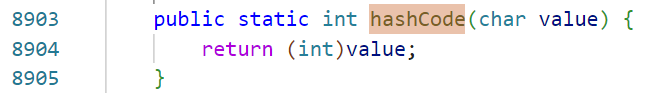 8903 public static int hashCode(char value) {
8904 return (int)value;
8905 }